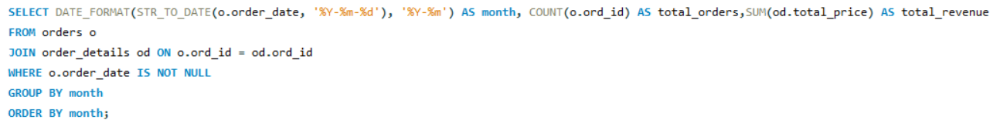 SELECT DATE_FORMAT(STR_TO_DATE(o.order_date, '%Y-%m-%d'), '%Y-%m') AS month, COUNT(o.ord_id) AS total_orders,SUM(od.total_price) AS total_revenue
FROM orders o
JOIN order_details od ON o.ord_id = od.ord_id
WHERE o.order_date IS NOT NULL
GROUP BY month
ORDER BY month;